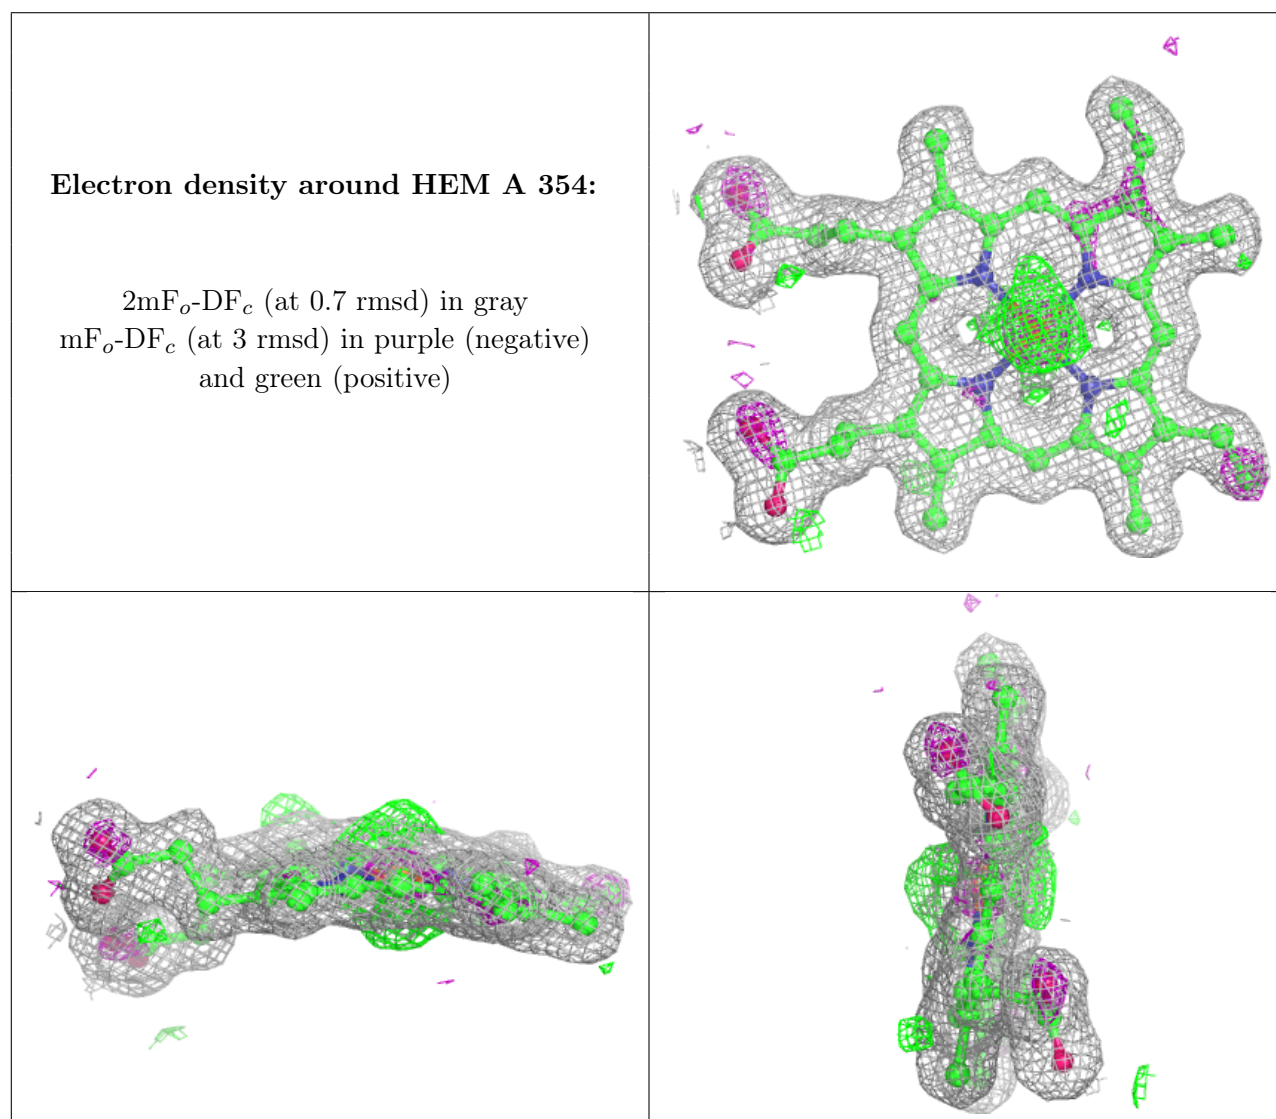 Electron density around HEM A 354:
2mFo-DFc (at 0.7 rmsd) in gray
mFo-DFc (at 3 rmsd) in purple (negative)
and green (positive)